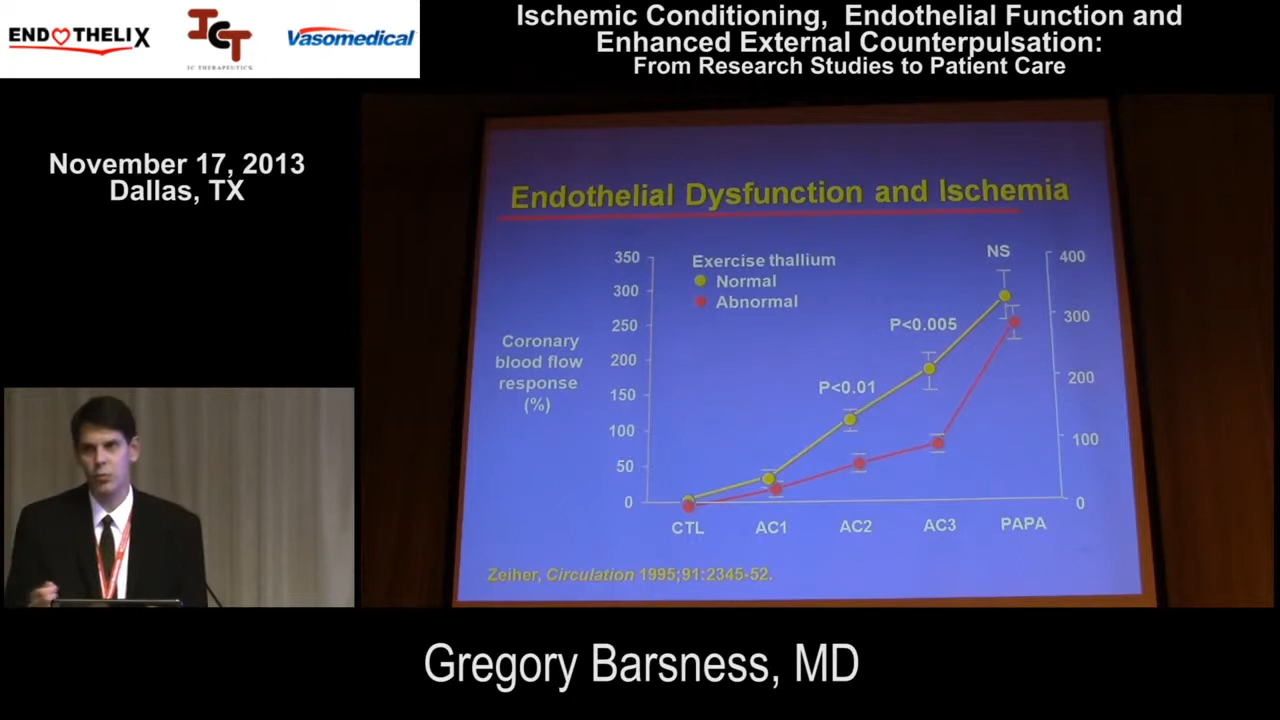 ENDOTHELIX
ICT
IC THERAPEUTICS
Vasomedical
Ischemic Conditioning, Endothelial Function and
Enhanced External Counterpulsation:
From Research Studies to Patient Care
November 17, 2013
Dallas, TX
Endothelial Dysfunction and Ischemia
Coronary
blood flow
response
(%)
350
300
250
200
150
100
50
0
Exercise thallium
Normal
Abnormal
P<0.01
P<0.005
NS
400
300
200
100
0
CTL AC1 AC2 AC3 PAPA
Zeiher, Circulation 1995;91:2345-52.
Gregory Barsness, MD